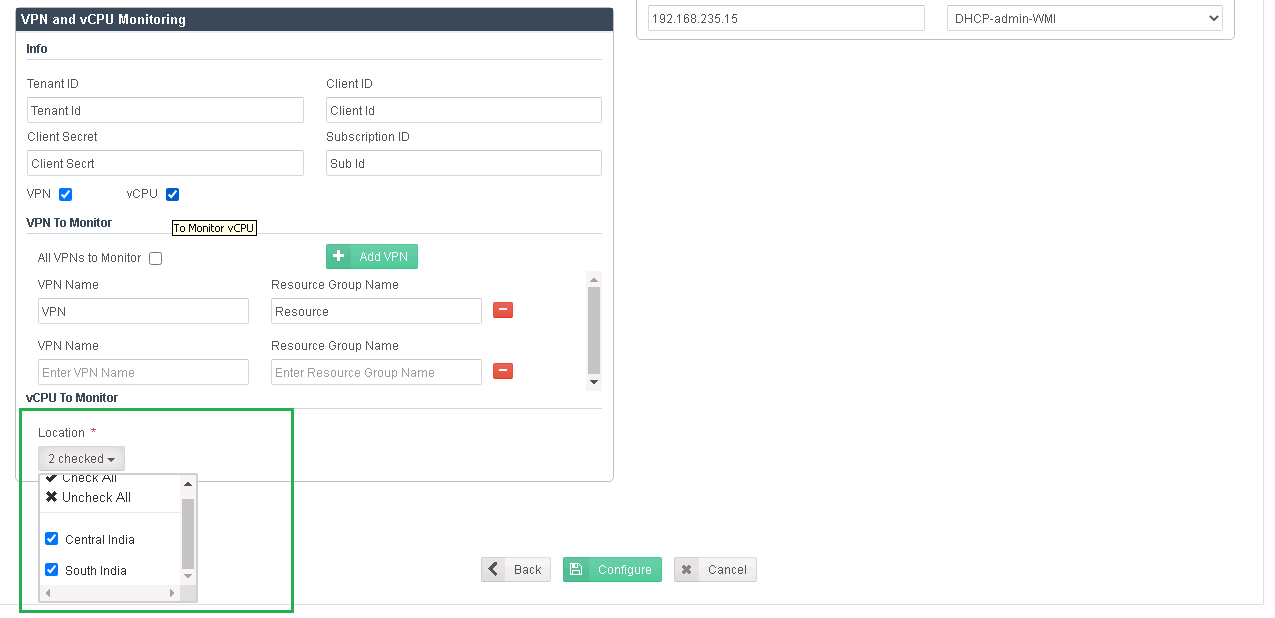 VPN and vCPU Monitoring
192.168.235.15
DHCP-admin-WMI
Info
Tenant ID
Client ID
Tenant Id
Client Id
Client Secret
Subscription ID
Client Secrt
Sub Id
VPN
vCPU
VPN To Monitor
To Monitor vCPU
All VPNs to Monitor
Add VPN
VPN Name
Resource Group Name
VPN
Resource
VPN Name
Resource Group Name
Enter VPN Name
Enter Resource Group Name
vCPU To Monitor
Location *
2 checked
Check All
Uncheck All
Central India
South India
Back
Configure
Cancel